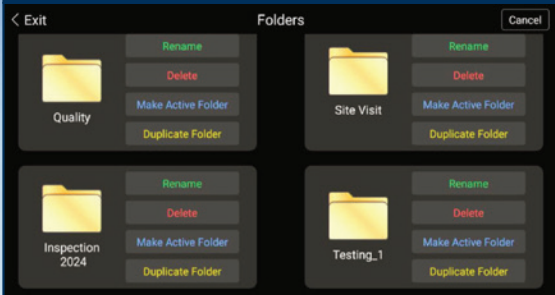 Exit
Folders
Cancel
Rename
Delete
Make Active Folder
Duplicate Folder
Quality
Rename
Delete
Make Active Folder
Duplicate Folder
Site Visit
Rename
Delete
Make Active Folder
Duplicate Folder
Inspection
2024
Rename
Delete
Make Active Folder
Duplicate Folder
Testing_1